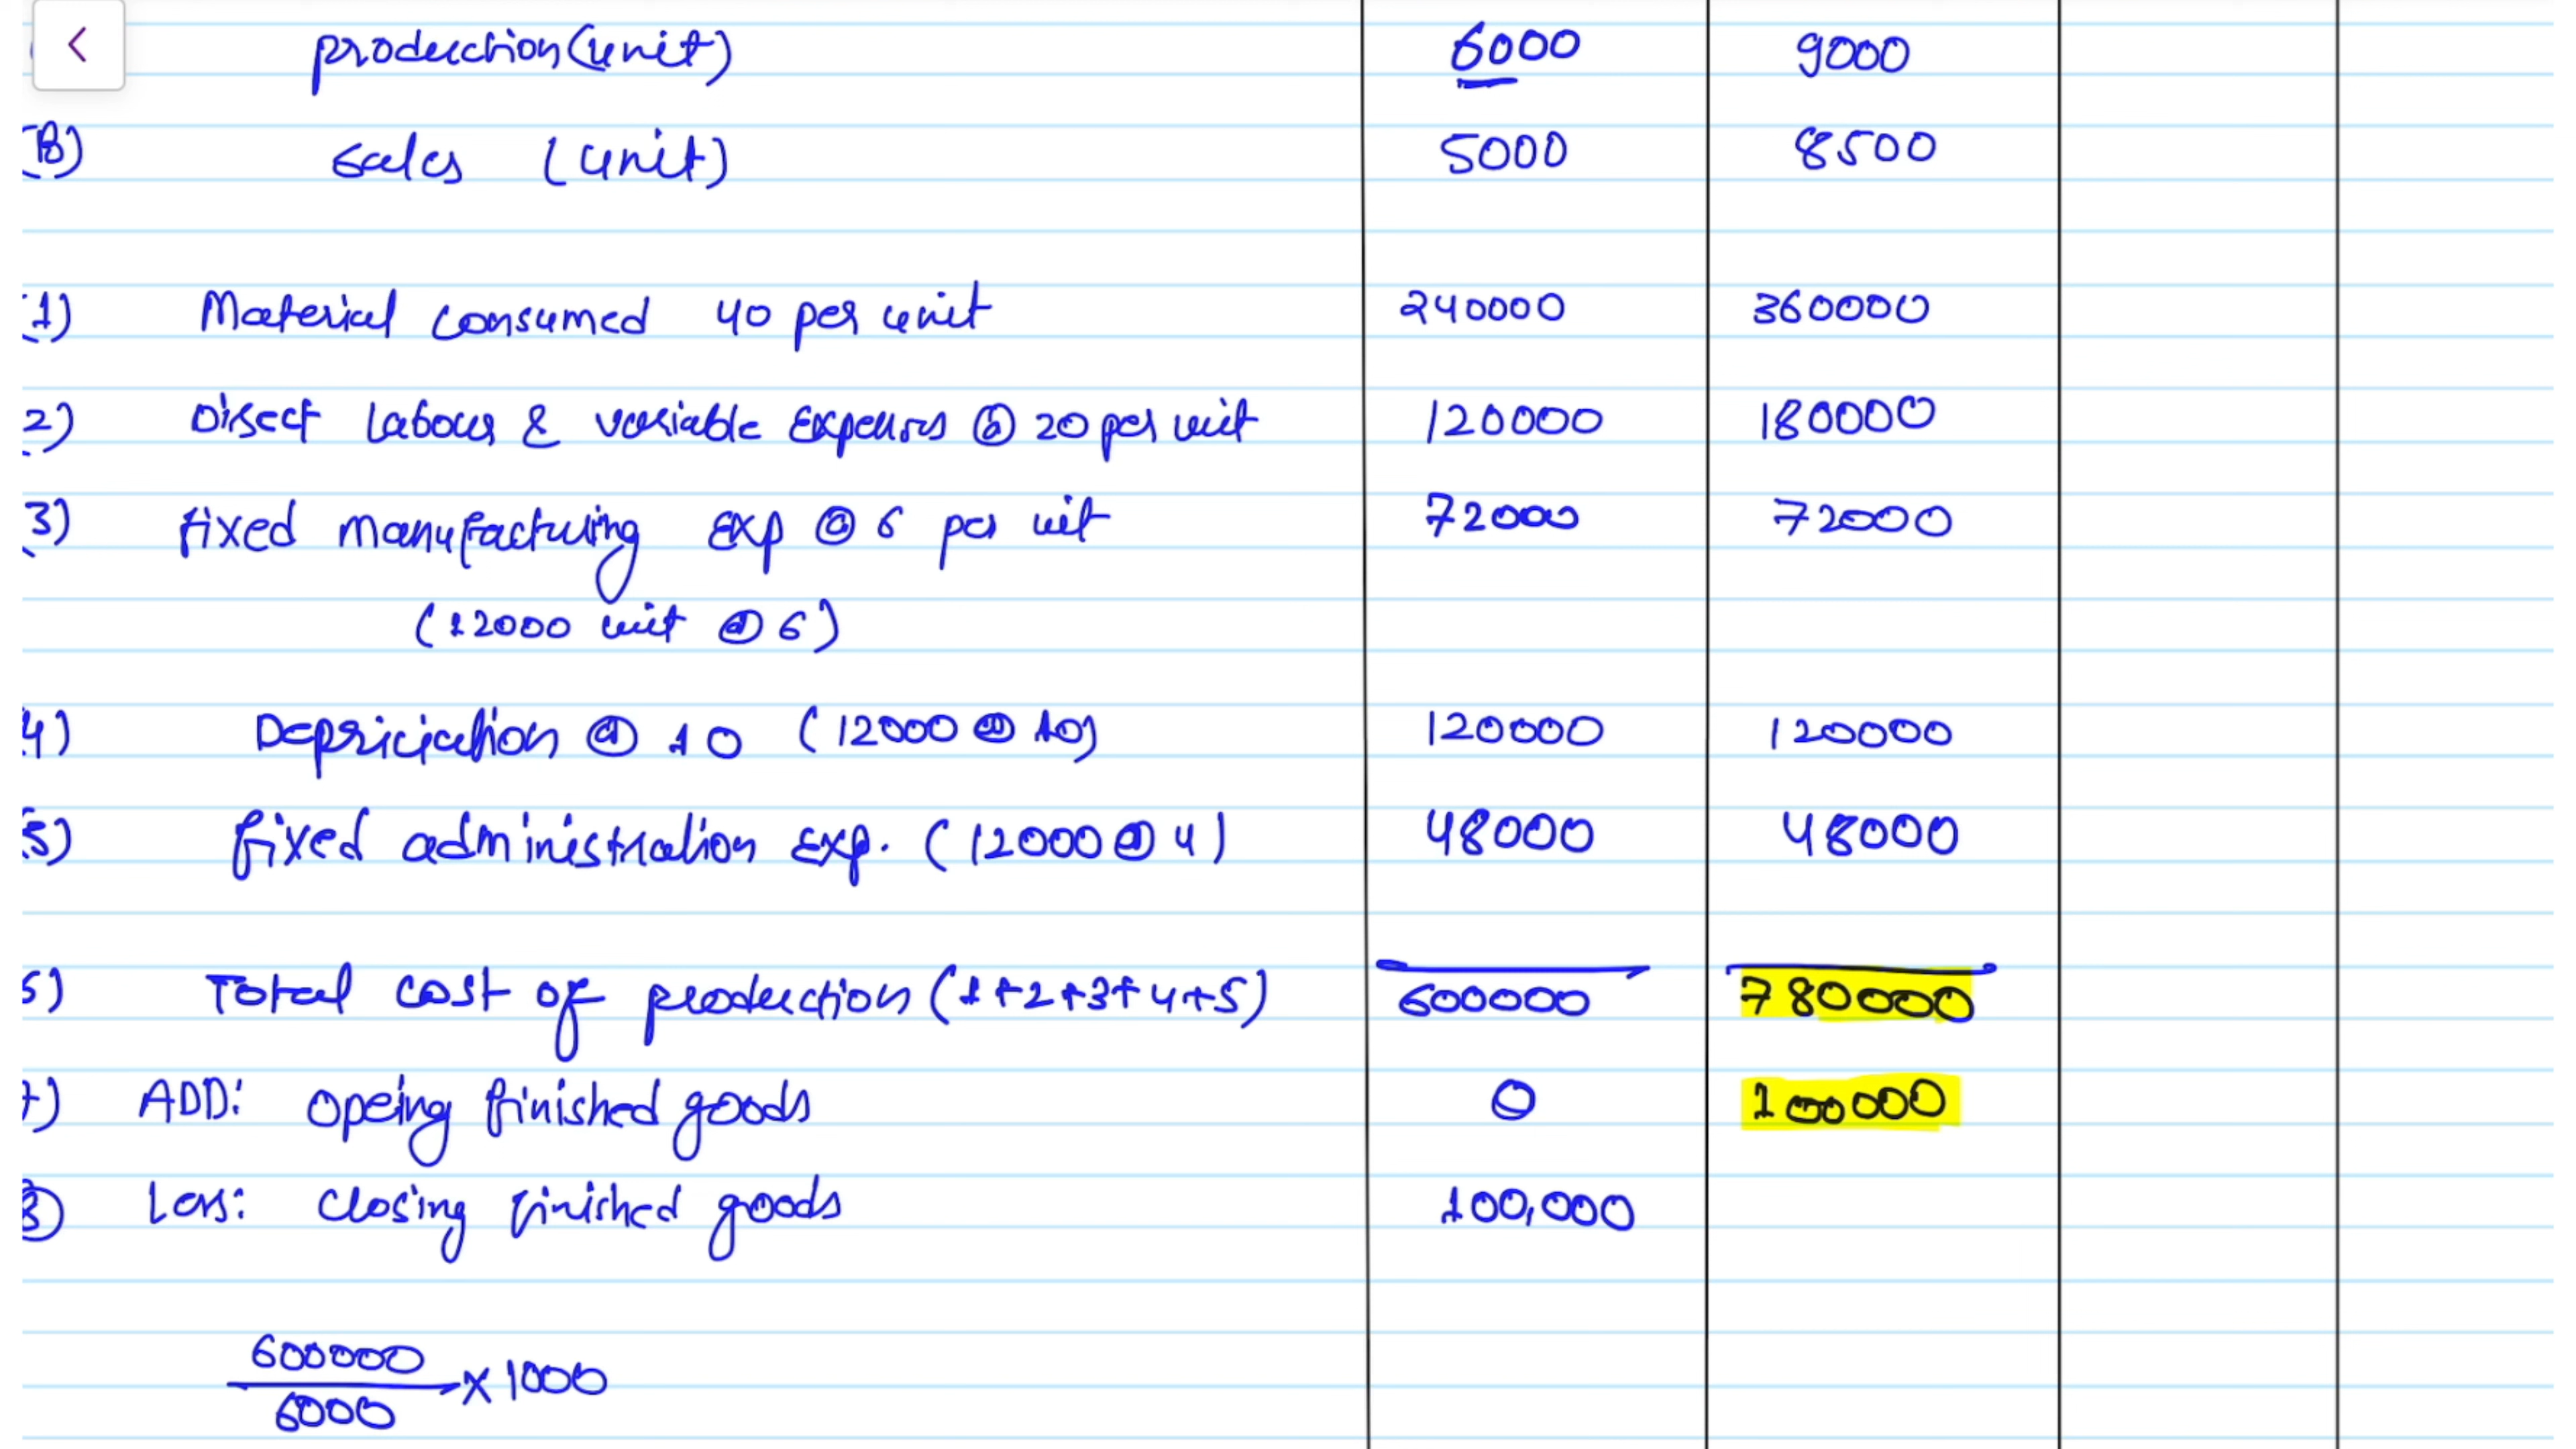 production(unit) 6000 9000
(B) sales (unit) 5000 8500
(1) Material consumed 40 per unit 240000 360000
2) Direct labour & variable Expenses @ 20 per unit 120000 180000
3) fixed manufacturing Exp @ 6 per unit 72000 72000
(12000 unit @ 6)
4) Depriciation @ 10 (12000 @ 10) 120000 120000
5) fixed administration Exp. (12000 @ 4) 48000 48000
6) Total cost of production (1+2+3+4+5) 600000 780000
7) ADD: opeing finished goods 0 100000
8 Less: closing finished goods 100,000
600000
× 1000
6000